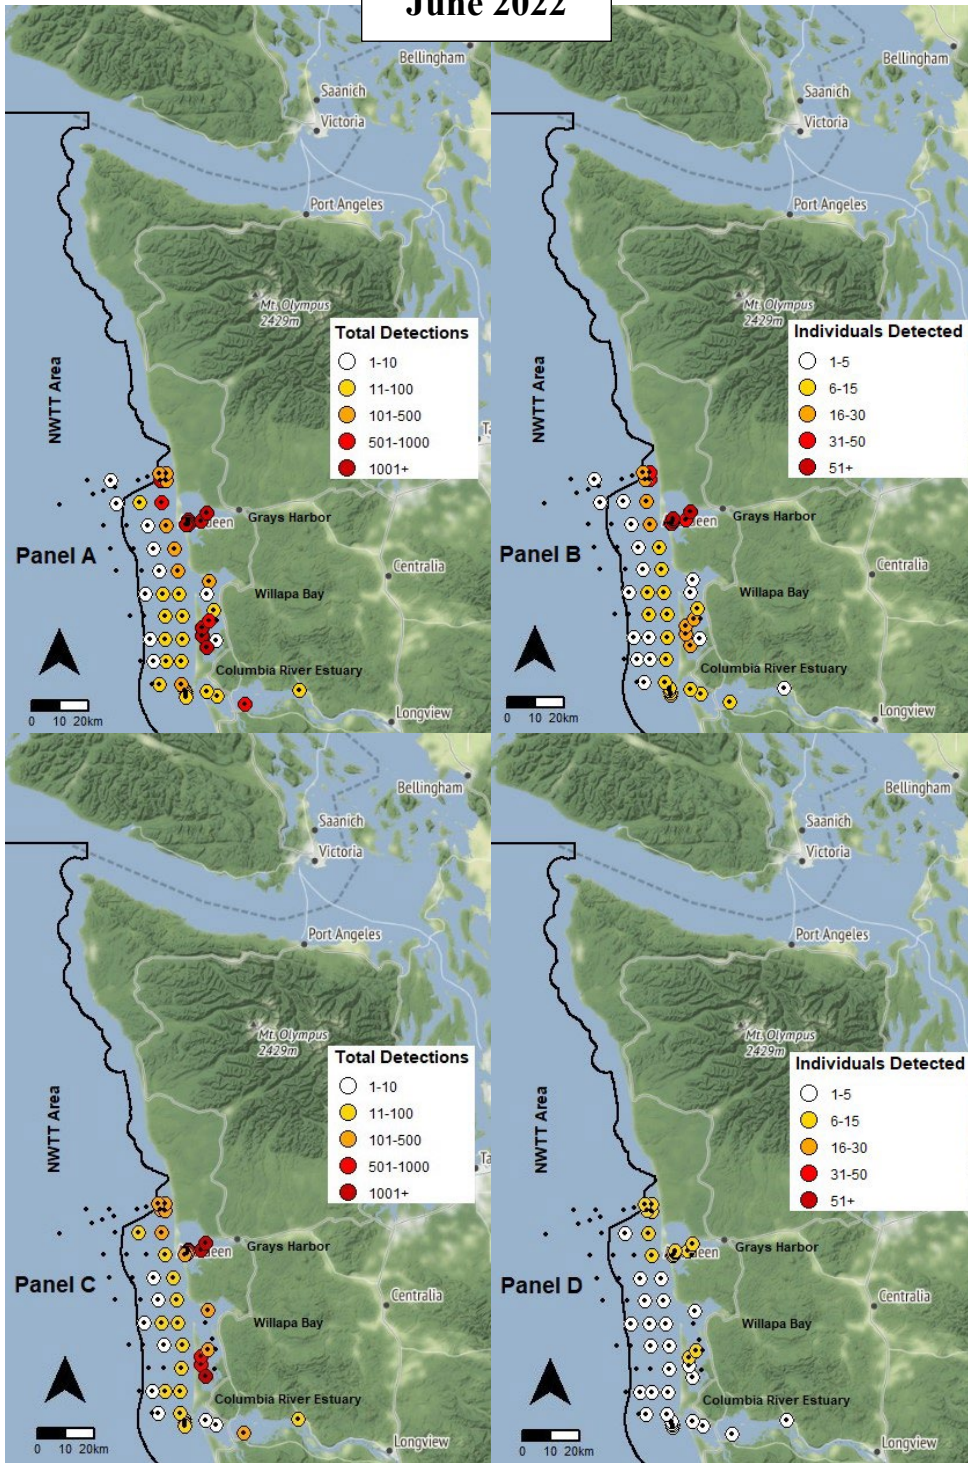 June 2022
Bellingham
Saanich
Victoria
Port Angeles
Mt. Olympus
2429m
NWTT Area
Total Detections
1-10
11-100
101-500
501-1000
1001+
Grays Harbor
Panel A
Centralia
Willapa Bay
Columbia River Estuary
0 10 20km
Longview
Bellingham
Saanich
Victoria
Port Angeles
Mt. Olympus
2429m
NWTT Area
Individuals Detected
1-5
6-15
16-30
31-50
51+
Grays Harbor
Panel B
Centralia
Willapa Bay
Columbia River Estuary
0 10 20km
Longview
Bellingham
Saanich
Victoria
Port Angeles
Mt. Olympus
2429m
NWTT Area
Total Detections
1-10
11-100
101-500
501-1000
1001+
Grays Harbor
Panel C
Centralia
Willapa Bay
Columbia River Estuary
0 10 20km
Longview
Bellingham
Saanich
Victoria
Port Angeles
Mt. Olympus
2429m
NWTT Area
Individuals Detected
1-5
6-15
16-30
31-50
51+
Grays Harbor
Panel D
Centralia
Willapa Bay
Columbia River Estuary
0 10 20km
Longview